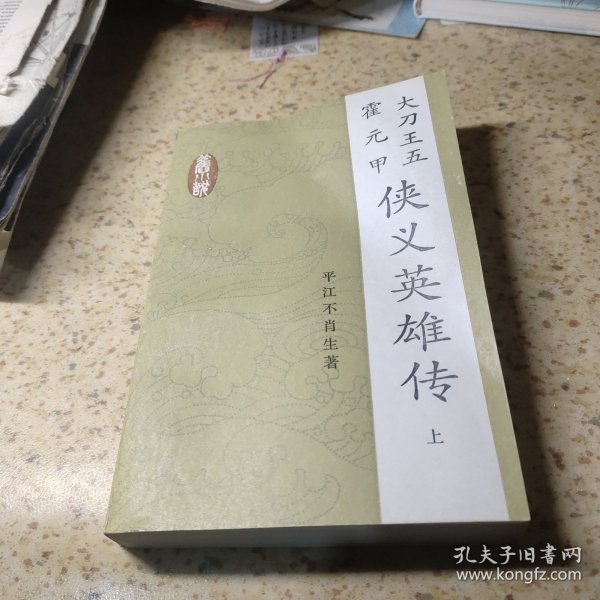 大刀王五
霍元甲
侠义英雄传
上
平江不肖生著
孔夫子旧书网
www.kongfz.com